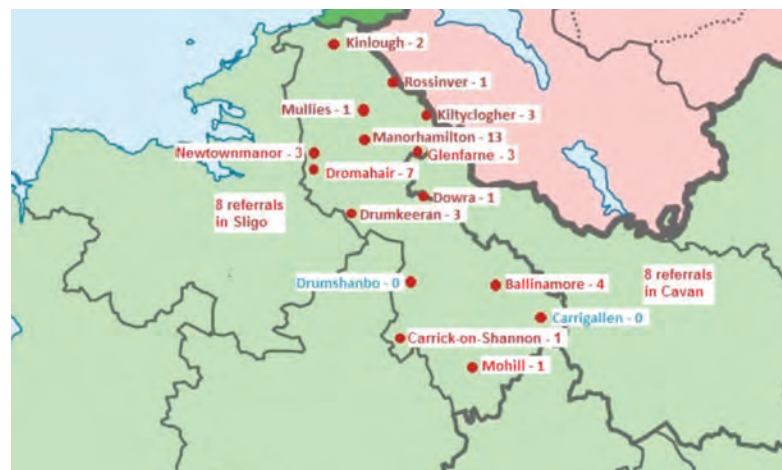 Kinlough - 2
Rossinver - 1
Mullies - 1
Kiltyclogher - 3
Manorhamilton - 13
Newtownmanor - 3
Glenfarne - 3
Dromahair - 7
Dowra - 1
8 referrals
in Sligo
Drumkeeran - 3
8 referrals
in Cavan
Drumshanbo - 0
Ballinamore - 4
Carrigallen - 0
Carrick-on-Shannon - 1
Mohill - 1